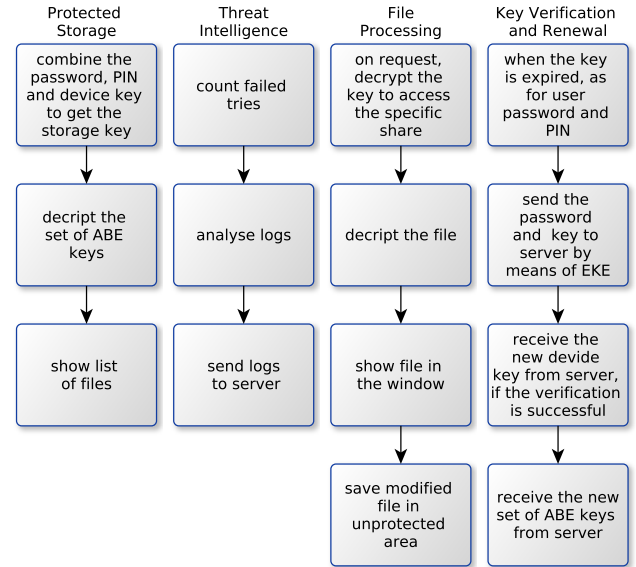 Protected
Storage
combine the
password, PIN
and device key
to get the
storage key
decript the
set of ABE
keys
show list
of files
Threat
Intelligence
count failed
tries
analyse logs
send logs
to server
File
Processing
on request,
decrypt the
key to access
the specific
share
decript the file
show file in
the window
save modified
file in
unprotected
area
Key Verification
and Renewal
when the key
is expired, as
for user
password and
PIN
send the
password
and key to
server by
means of EKE
receive the
new devide
key from server,
if the verification
is successful
receive the new
set of ABE keys
from server